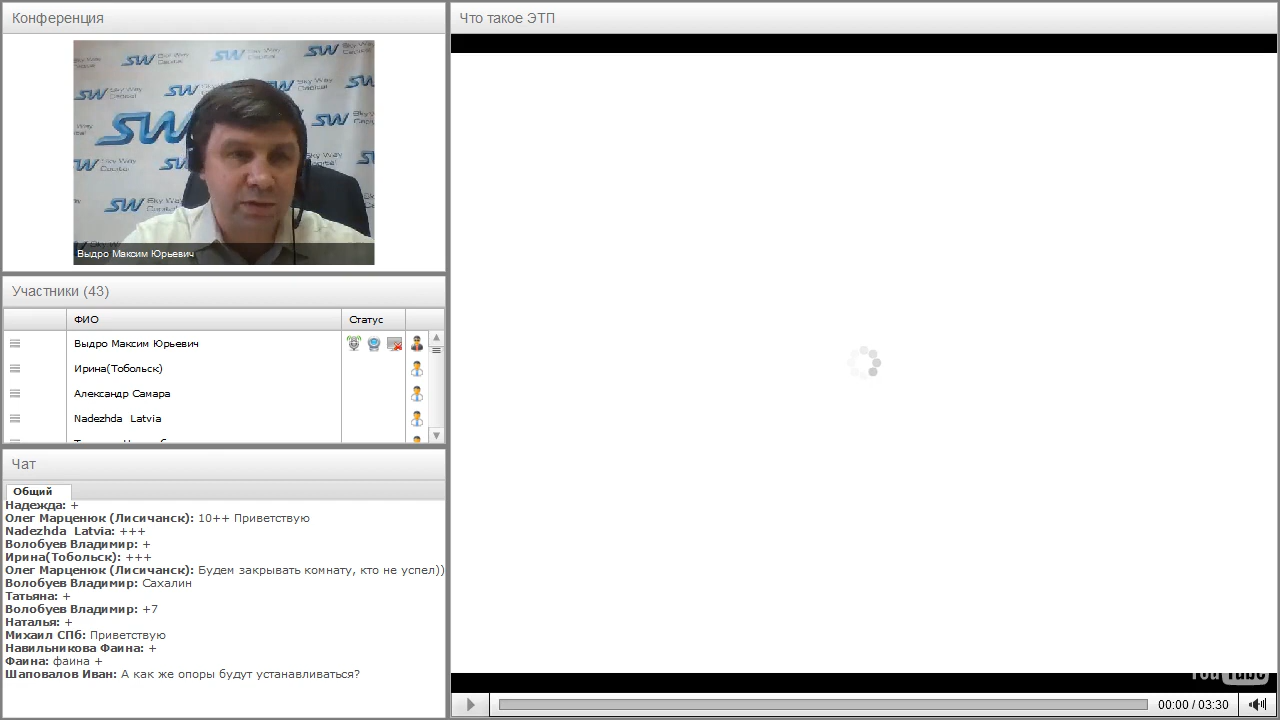 Конференция
SW Sky Way Capital
Выдро Максим Юрьевич
Участники (43)
ФИО
Статус
Выдро Максим Юрьевич
Ирина(Тобольск)
Александр Самара
Nadezhda Latvia
Чат
Общий
Надежда: +
Олег Марценюк (Лисичанск): 10++ Приветствую
Nadezhda Latvia: +++
Волобуев Владимир: +
Ирина(Тобольск): +++
Олег Марценюк (Лисичанск): Будем закрывать комнату, кто не успел))
Волобуев Владимир: Сахалин
Татьяна: +
Волобуев Владимир: +7
Наталья: +
Михаил СПб: Приветствую
Навильникова Фаина: +
Фаина: фаина +
Шаповалов Иван: А как же опоры будут устанавливаться?
Что такое ЭТП
YouTube
00:00 / 03:30